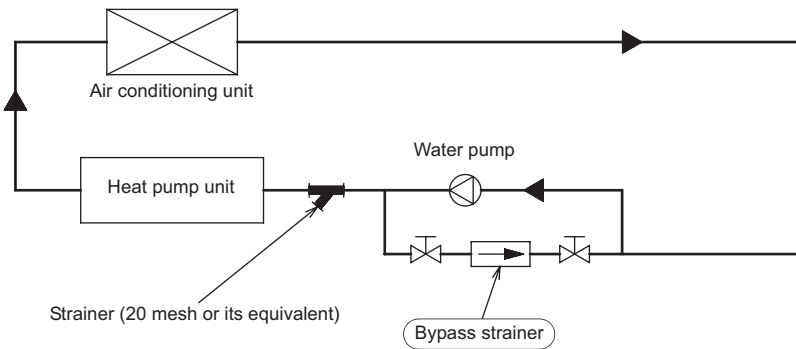 Air conditioning unit
Water pump
Heat pump unit
Strainer (20 mesh or its equivalent)
Bypass strainer